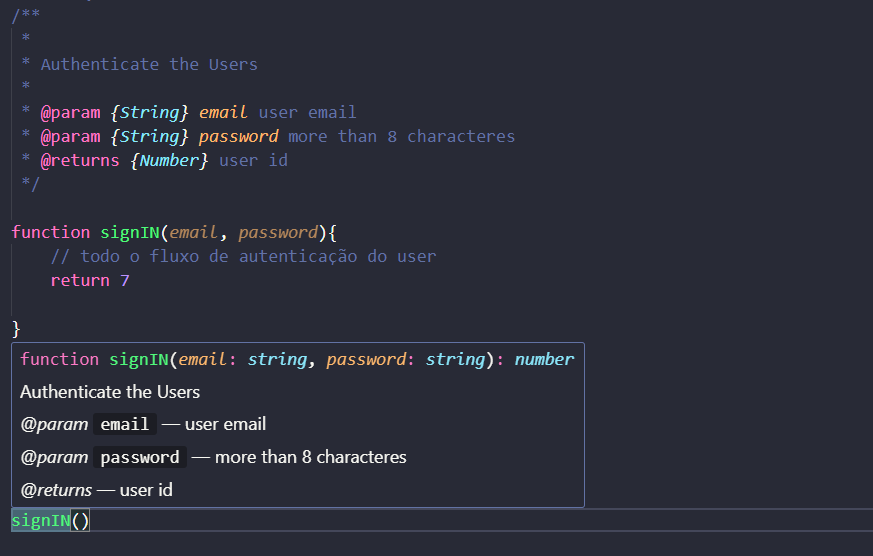 /**
*
* Authenticate the Users
*
* @param {String} email user email
* @param {String} password more than 8 characteres
* @returns {Number} user id
*/
function signIN(email, password){
// todo o fluxo de autenticação do user
return 7
}
function signIN(email: string, password: string): number
Authenticate the Users
@param email — user email
@param password — more than 8 characteres
@returns — user id
signIN()